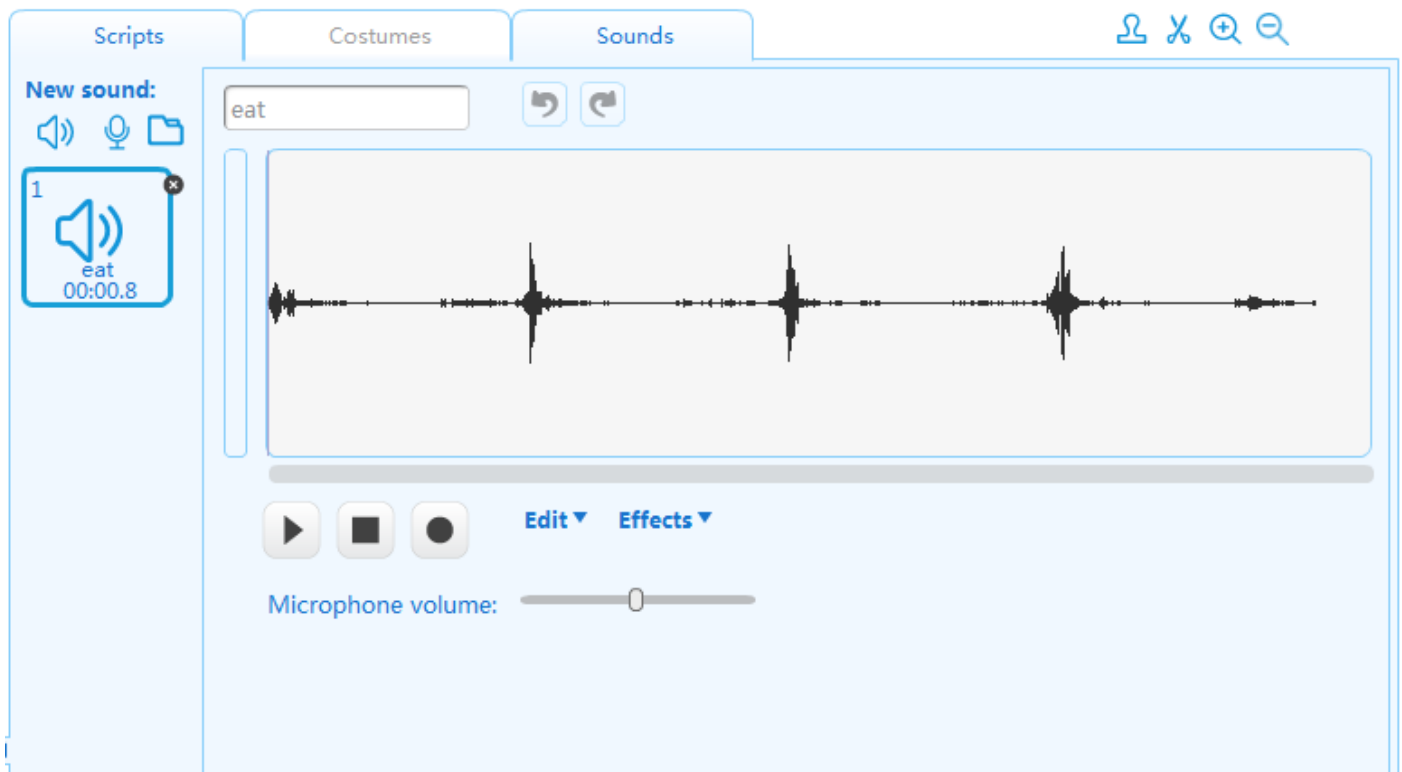 Scripts
Costumes
Sounds
New sound:
eat
1
eat
00:00.8
Edit
Effects
Microphone volume: